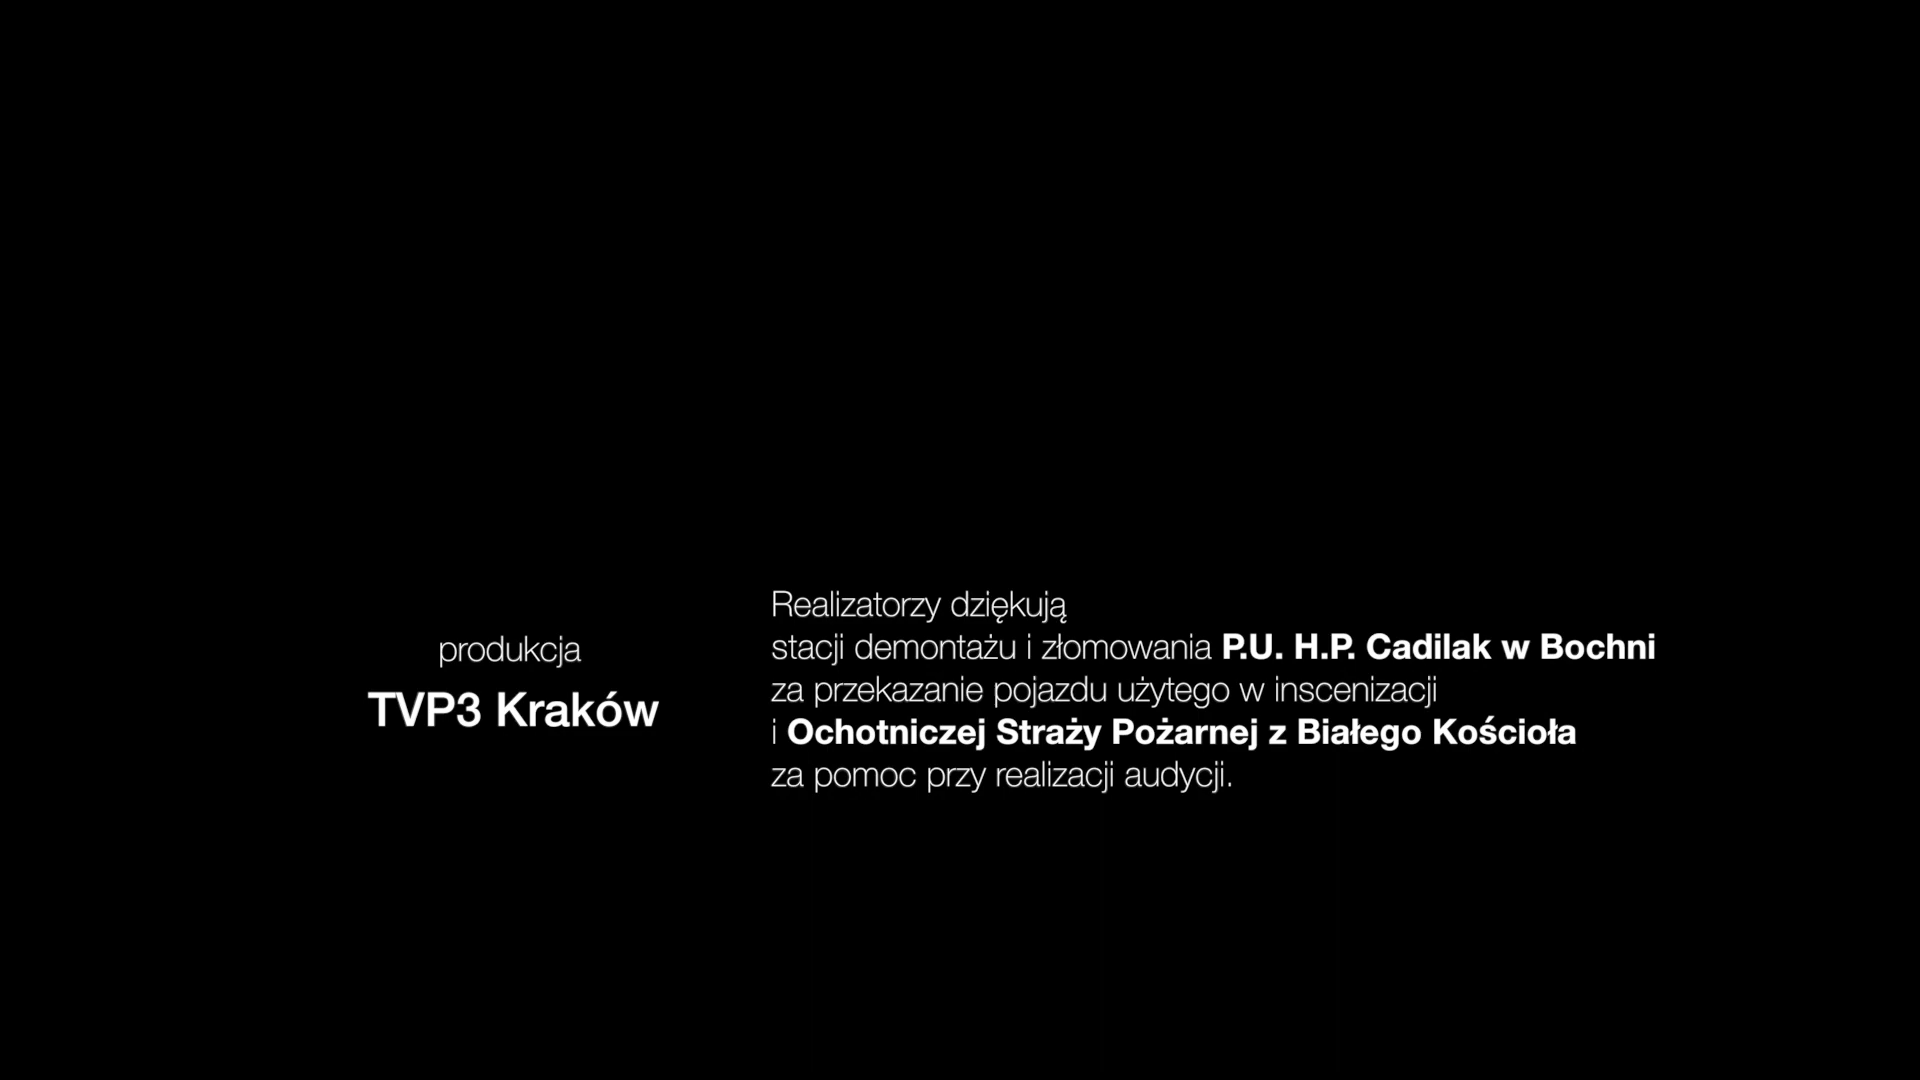 produkcja
TVP3 Kraków
Realizatorzy dziękują
stacji demontażu i złomowania P.U. H.P. Cadilak w Bochni
za przekazanie pojazdu użytego w inscenizacji
i Ochotniczej Straży Pożarnej z Białego Kościoła
za pomoc przy realizacji audycji.